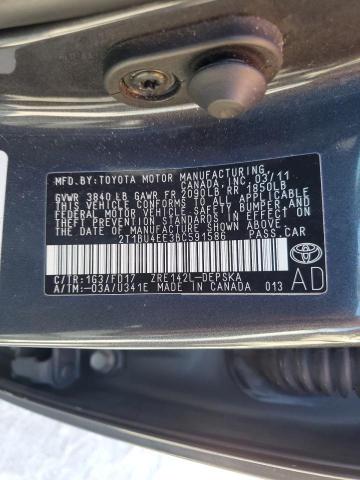 MFD. BY: TOYOTA MOTOR MANUFACTURING
CANADA, INC. 03/11
GVWR 3840 LB GAWR FR 2090LB RR 1850LB
THIS VEHICLE CONFORMS TO ALL APPLICABLE
FEDERAL MOTOR VEHICLE SAFETY, BUMPER AND
THEFT PREVENTION STANDARDS IN EFFECT ON THE
DATE OF MANUFACTURE SHOWN ABOVE.
2T1BU4EE3BC591586 PASS.CAR
C/TR:1G3/FD17 ZRE142L-DEPSKA
A/TM:-03A/U341E MADE IN CANADA 013
AD